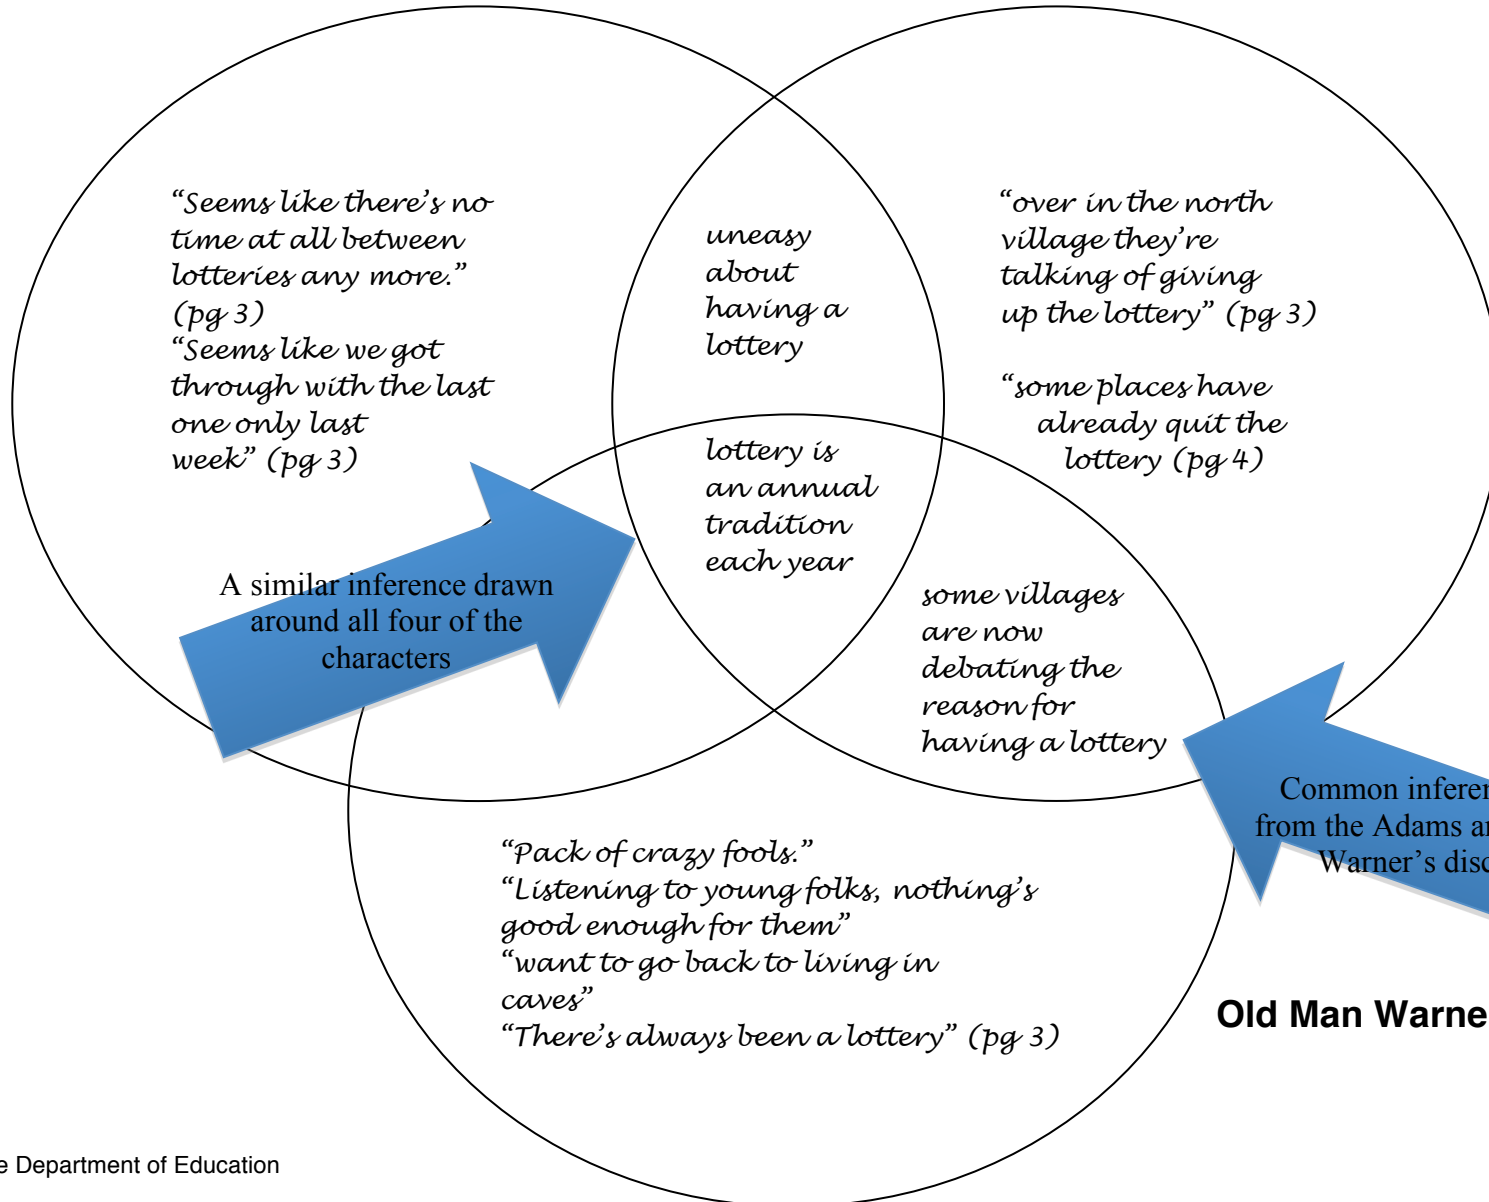 “Seems like there’s no
time at all between
lotteries any more.”
(pg 3)
“Seems like we got
through with the last
one only last
week” (pg 3)
uneasy
about
having a
lottery
“over in the north
village they’re
talking of giving
up the lottery” (pg 3)
“some places have
already quit the
lottery (pg 4)
lottery is
an annual
tradition
each year
A similar inference drawn
around all four of the
characters
some villages
are now
debating the
reason for
having a lottery
Common
from the Adams
Warner’s
“Pack of crazy fools.”
“Listening to young folks, nothing’s
good enough for them”
“want to go back to living in
caves”
“There’s always been a lottery” (pg 3)
Old Man Warne
e Department of Education